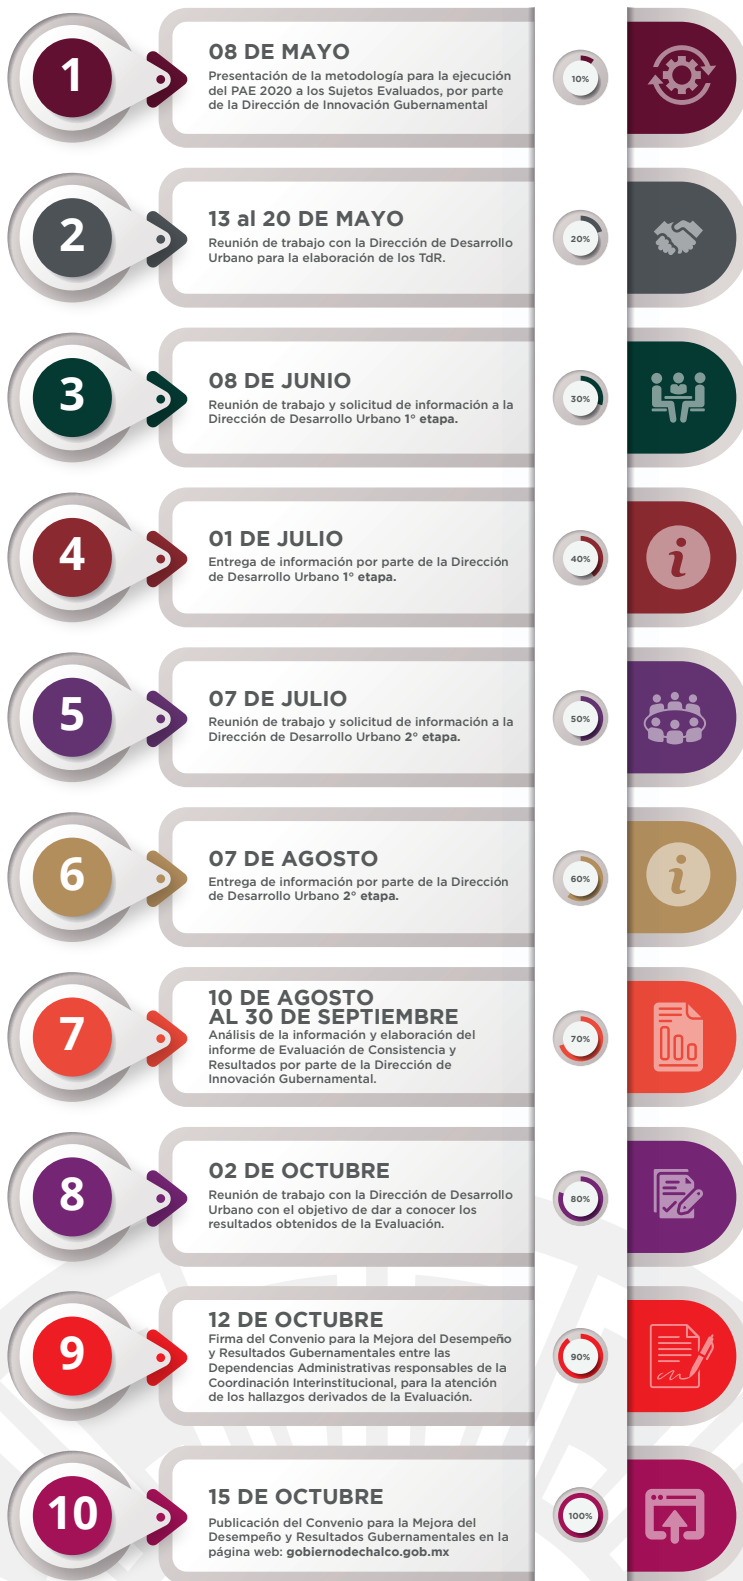 1
08 DE MAYO
Presentación de la metodología para la ejecución
del PAE 2020 a los Sujetos Evaluados, por parte
de la Dirección de Innovación Gubernamental
10%
2
13 al 20 DE MAYO
Reunión de trabajo con la Dirección de Desarrollo
Urbano para la elaboración de los TdR.
20%
3
08 DE JUNIO
Reunión de trabajo y solicitud de información a la
Dirección de Desarrollo Urbano 1° etapa.
30%
4
01 DE JULIO
Entrega de información por parte de la Dirección
de Desarrollo Urbano 1° etapa.
40%
i
5
07 DE JULIO
Reunión de trabajo y solicitud de información a la
Dirección de Desarrollo Urbano 2° etapa.
50%
6
07 DE AGOSTO
Entrega de información por parte de la Dirección
de Desarrollo Urbano 2° etapa.
60%
i
7
10 DE AGOSTO
AL 30 DE SEPTIEMBRE
Análisis de la información y elaboración del
informe de Evaluación de Consistencia y
Resultados por parte de la Dirección de
Innovación Gubernamental.
70%
8
02 DE OCTUBRE
Reunión de trabajo con la Dirección de Desarrollo
Urbano con el objetivo de dar a conocer los
resultados obtenidos de la Evaluación.
80%
9
12 DE OCTUBRE
Firma del Convenio para la Mejora del Desempeño
y Resultados Gubernamentales entre las
Dependencias Administrativas responsables de la
Coordinación Interinstitucional, para la atención
de los hallazgos derivados de la Evaluación.
90%
10
15 DE OCTUBRE
Publicación del Convenio para la Mejora del
Desempeño y Resultados Gubernamentales en la
página web: gobiernodechalco.gob.mx
100%